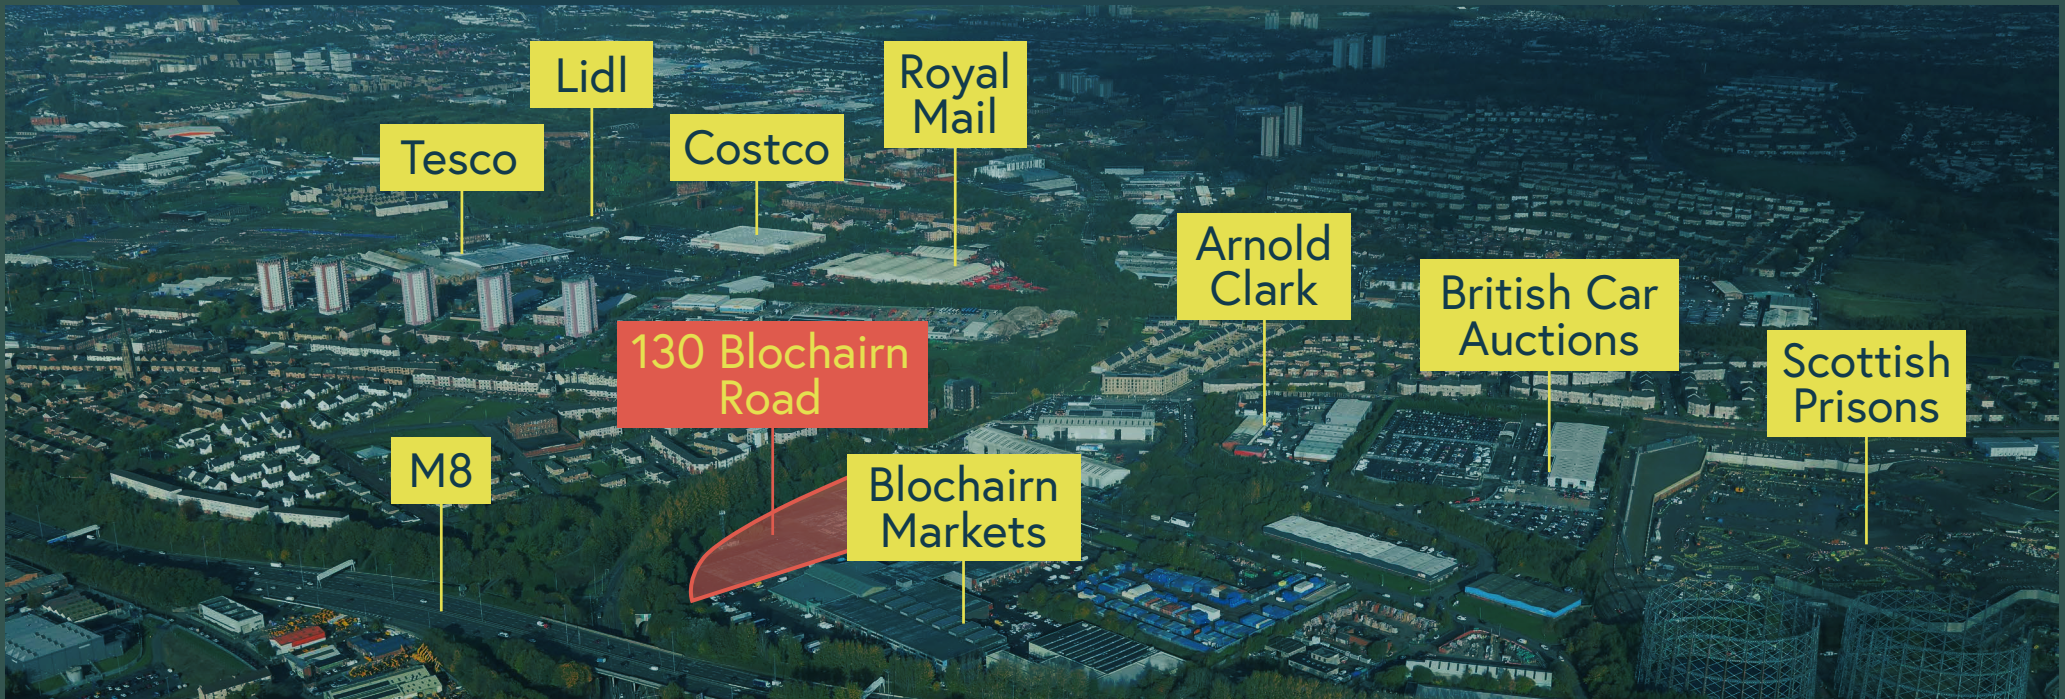 Lidl
Royal
Mail
Tesco
Costco
Arnold
Clark
British Car
Auctions
130 Blochairn
Road
Scottish
Prisons
M8
Blochairn
Markets